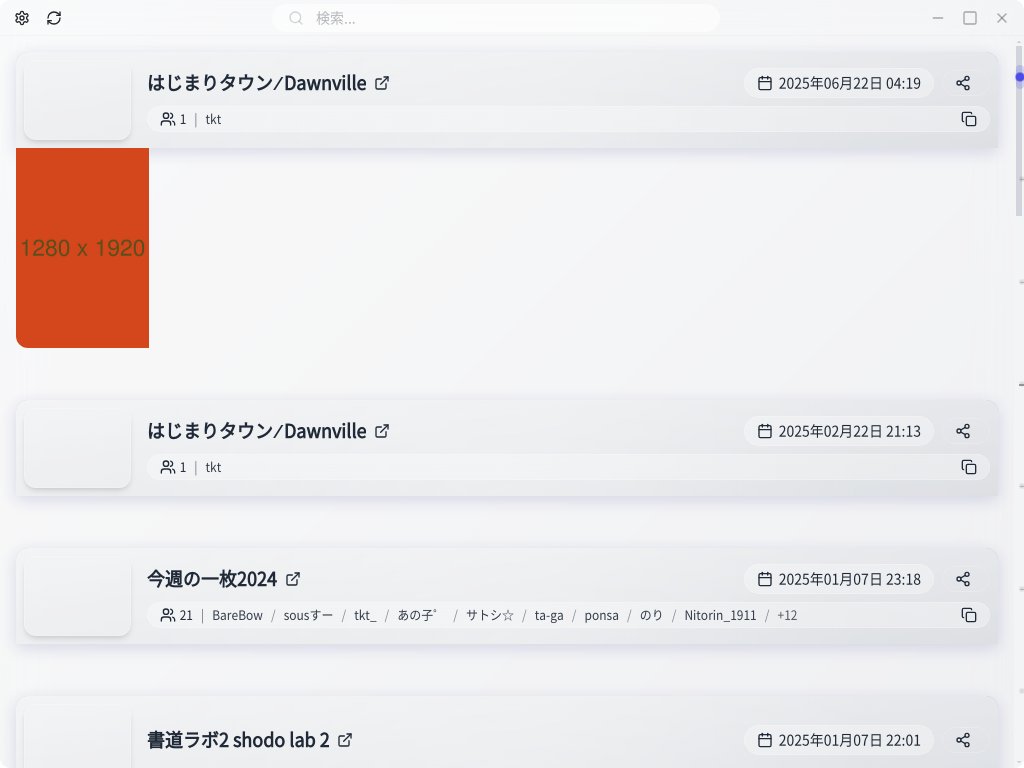 検索...
はじまりタウン⁄Dawnville
2025年06月22日 04:19
1 | tkt
1280 x 1920
はじまりタウン⁄Dawnville
2025年02月22日 21:13
1 | tkt
今週の一枚2024
2025年01月07日 23:18
21 | BareBow / sousすー / tkt_ / あの子゜ / サトシ☆ / ta-ga / ponsa / のり / Nitorin_1911 / +12
書道ラボ2 shodo lab 2
2025年01月07日 22:01